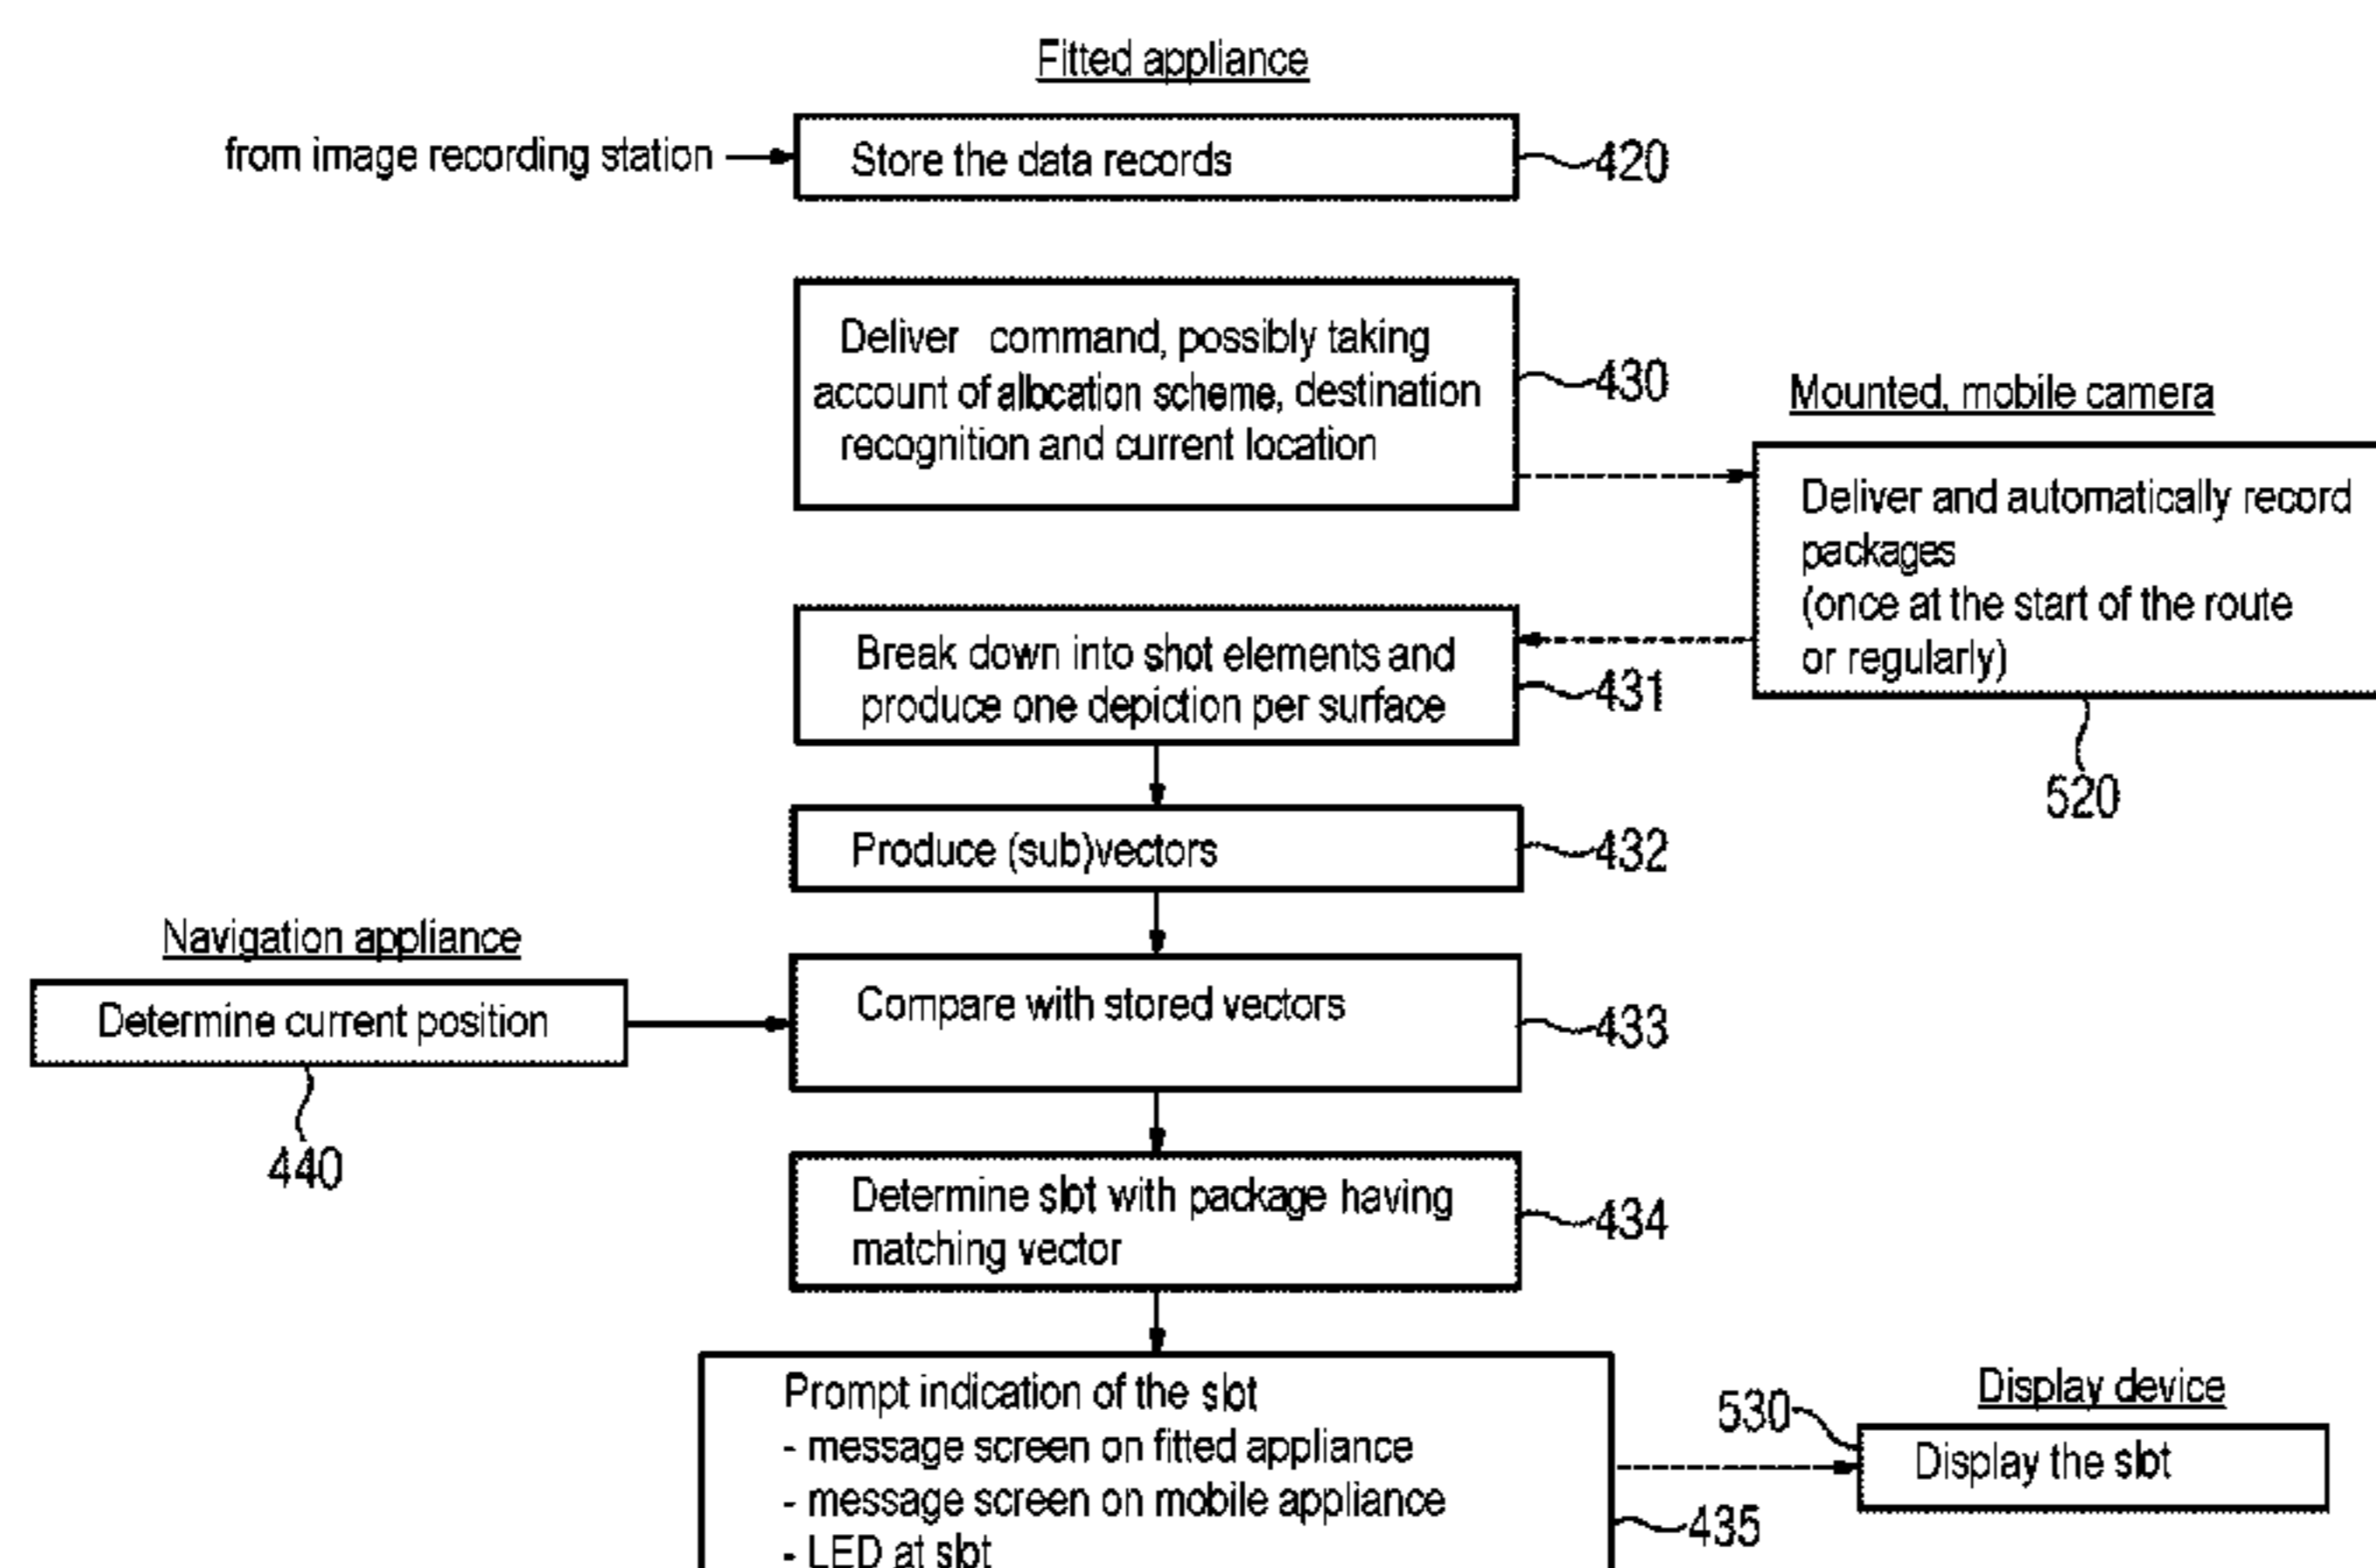 Fitted appliance
from image recording station
Store the data records
420
Deliver command, possibly taking
account of allocation scheme, destination
recognition and current location
430
Mounted, mobile camera
Deliver and automatically record
packages
(once at the start of the route
or regularly)
520
Break down into shot elements and
produce one depiction per surface
431
Produce (sub)vectors
432
Navigation appliance
Determine current position
440
Compare with stored vectors
433
Determine slot with package having
matching vector
434
Prompt indication of the slot
- message screen on fitted appliance
- message screen on mobile appliance
- LED at slot
435
530
Display device
Display the slot